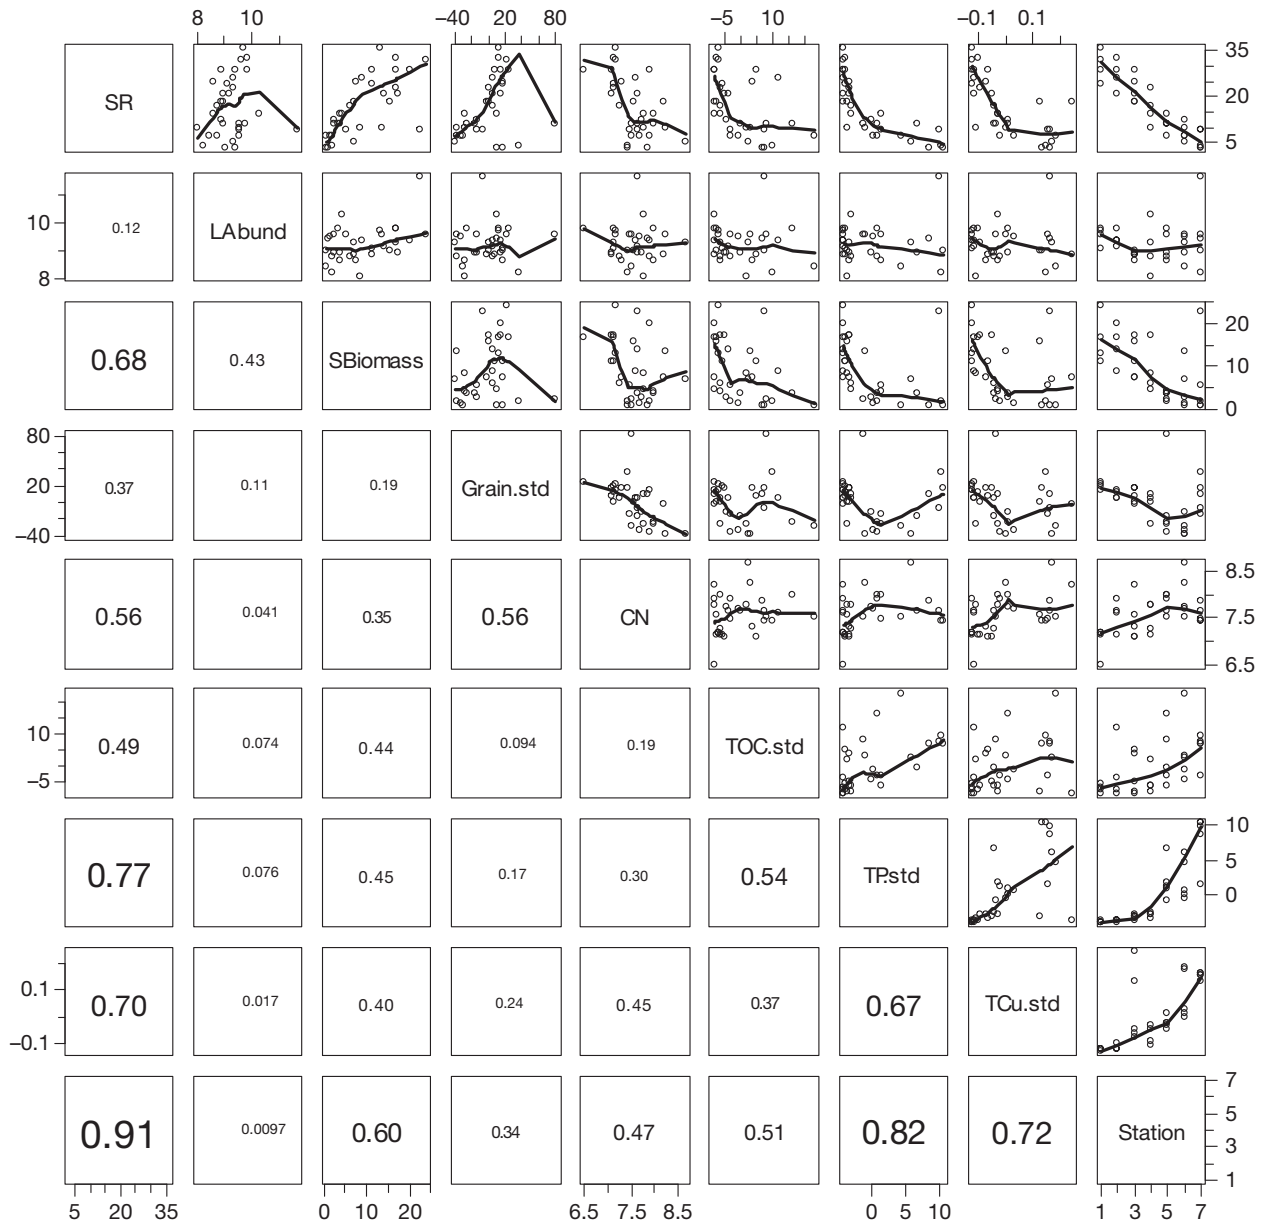 8 10 −40 20 80 −5 10 −0.1 0.1
SR 35 20 5
10 8 0.12 LAbund
0.68 0.43 SBiomass 20 10 0
80 20 −40 0.37 0.11 0.19 Grain.std
0.56 0.041 0.35 0.56 CN 8.5 7.5 6.5
10 −5 0.49 0.074 0.44 0.094 0.19 TOC.std
0.77 0.076 0.45 0.17 0.30 0.54 TP.std 10 5 0
0.1 −0.1 0.70 0.017 0.40 0.24 0.45 0.37 0.67 TCu.std
0.91 0.0097 0.60 0.34 0.47 0.51 0.82 0.72 Station 7 5 3 1
5 20 35 0 10 20 6.5 7.5 8.5 0 5 10 1 3 5 7